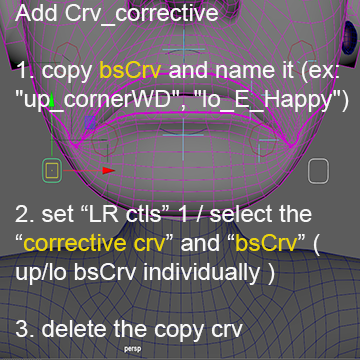 Add Crv_corrective
1. copy bsCrv and name it (ex:
"up_cornerWD", "lo_E_Happy")
2. set “LR ctls” 1 / select the
“corrective crv” and “bsCrv” (
up/lo bsCrv individually )
3. delete the copy crv
persp